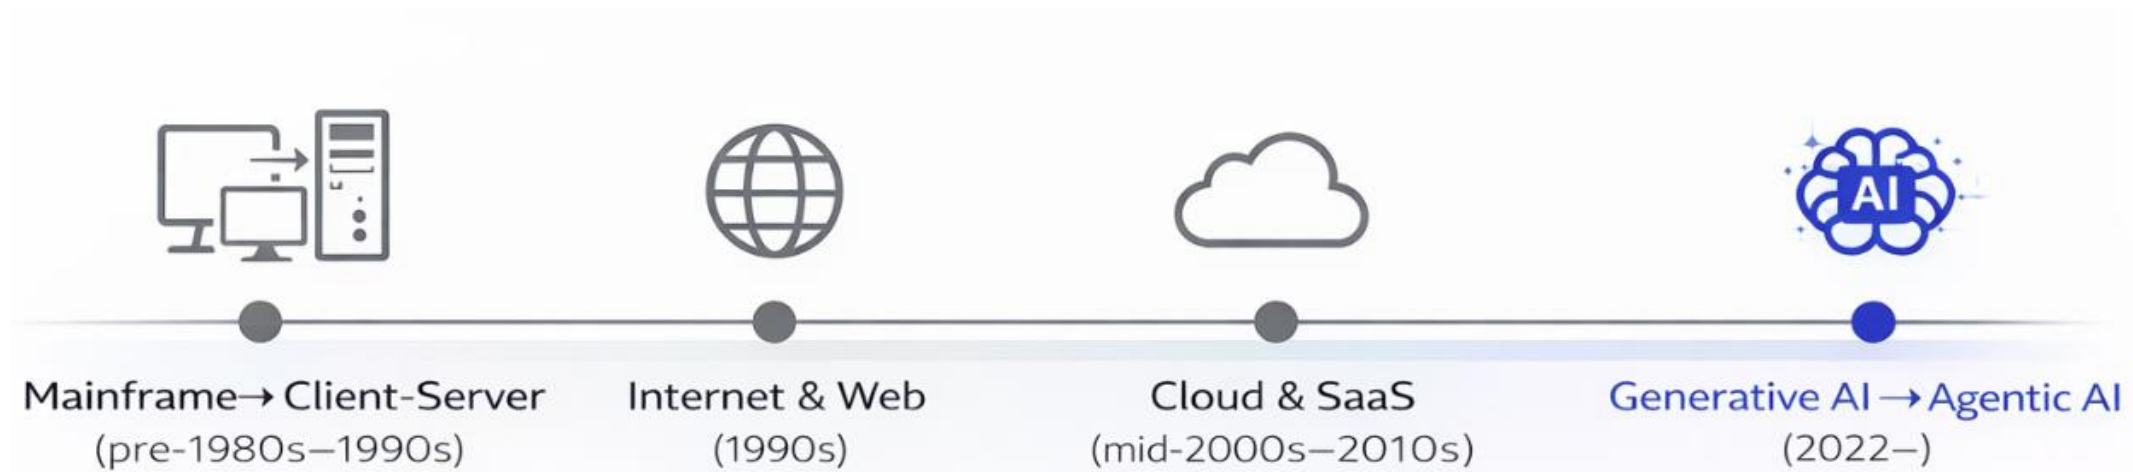 AI
Mainframe→ Client-Server
(pre-1980s–1990s)
Internet & Web
(1990s)
Cloud & SaaS
(mid-2000s–2010s)
Generative AI→Agentic AI
(2022–)